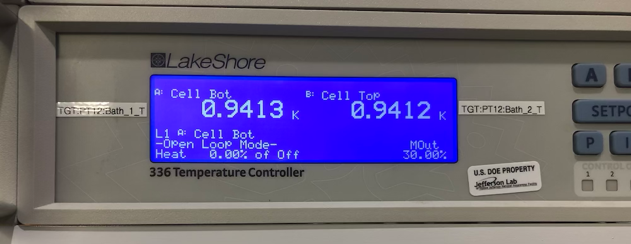 LakeShore
A: Cell Bot B: Cell Top
0.9413 K 0.9412 K
TGT:PT12:Bath_1_T
TGT:PT12:Bath_2_T
L1 A: Cell Bot
-Open Loop Mode- MOut
Heat 0.00% of Off 30.00%
336 Temperature Controller
U.S. DOE PROPERTY
Jefferson Lab
A
SETPO
P I
CONTROL O
1 2